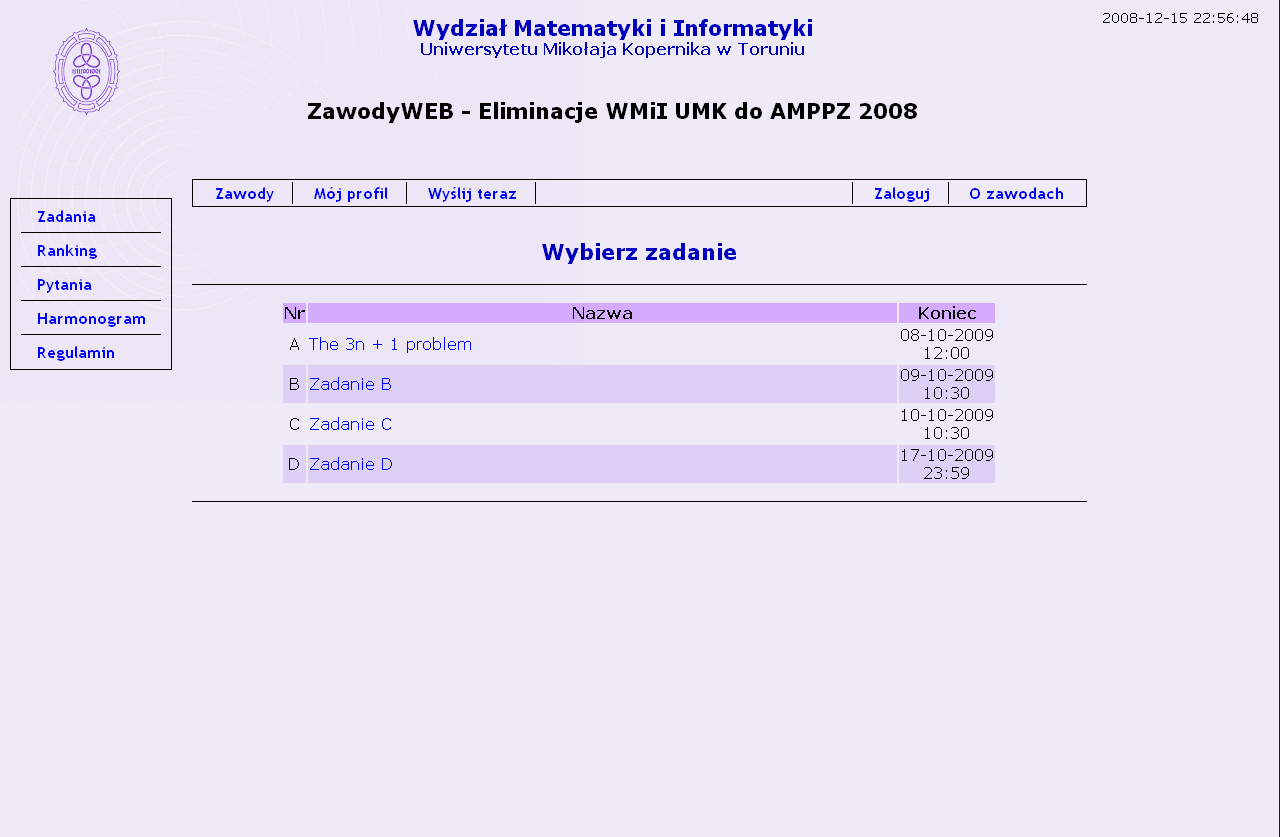 2008-12-15 22:56:48
Wydział Matematyki i Informatyki
Uniwersytetu Mikołaja Kopernika w Toruniu
ZawodyWEB - Eliminacje WMiI UMK do AMPPZ 2008
Zawody Mój profil Wyślij teraz Zaloguj O zawodach
Zadania
Ranking
Pytania
Harmonogram
Regulamin
Wybierz zadanie
Nr Nazwa Koniec
A The 3n + 1 problem 08-10-2009
12:00
B Zadanie B 09-10-2009
10:30
C Zadanie C 10-10-2009
10:30
D Zadanie D 17-10-2009
23:59